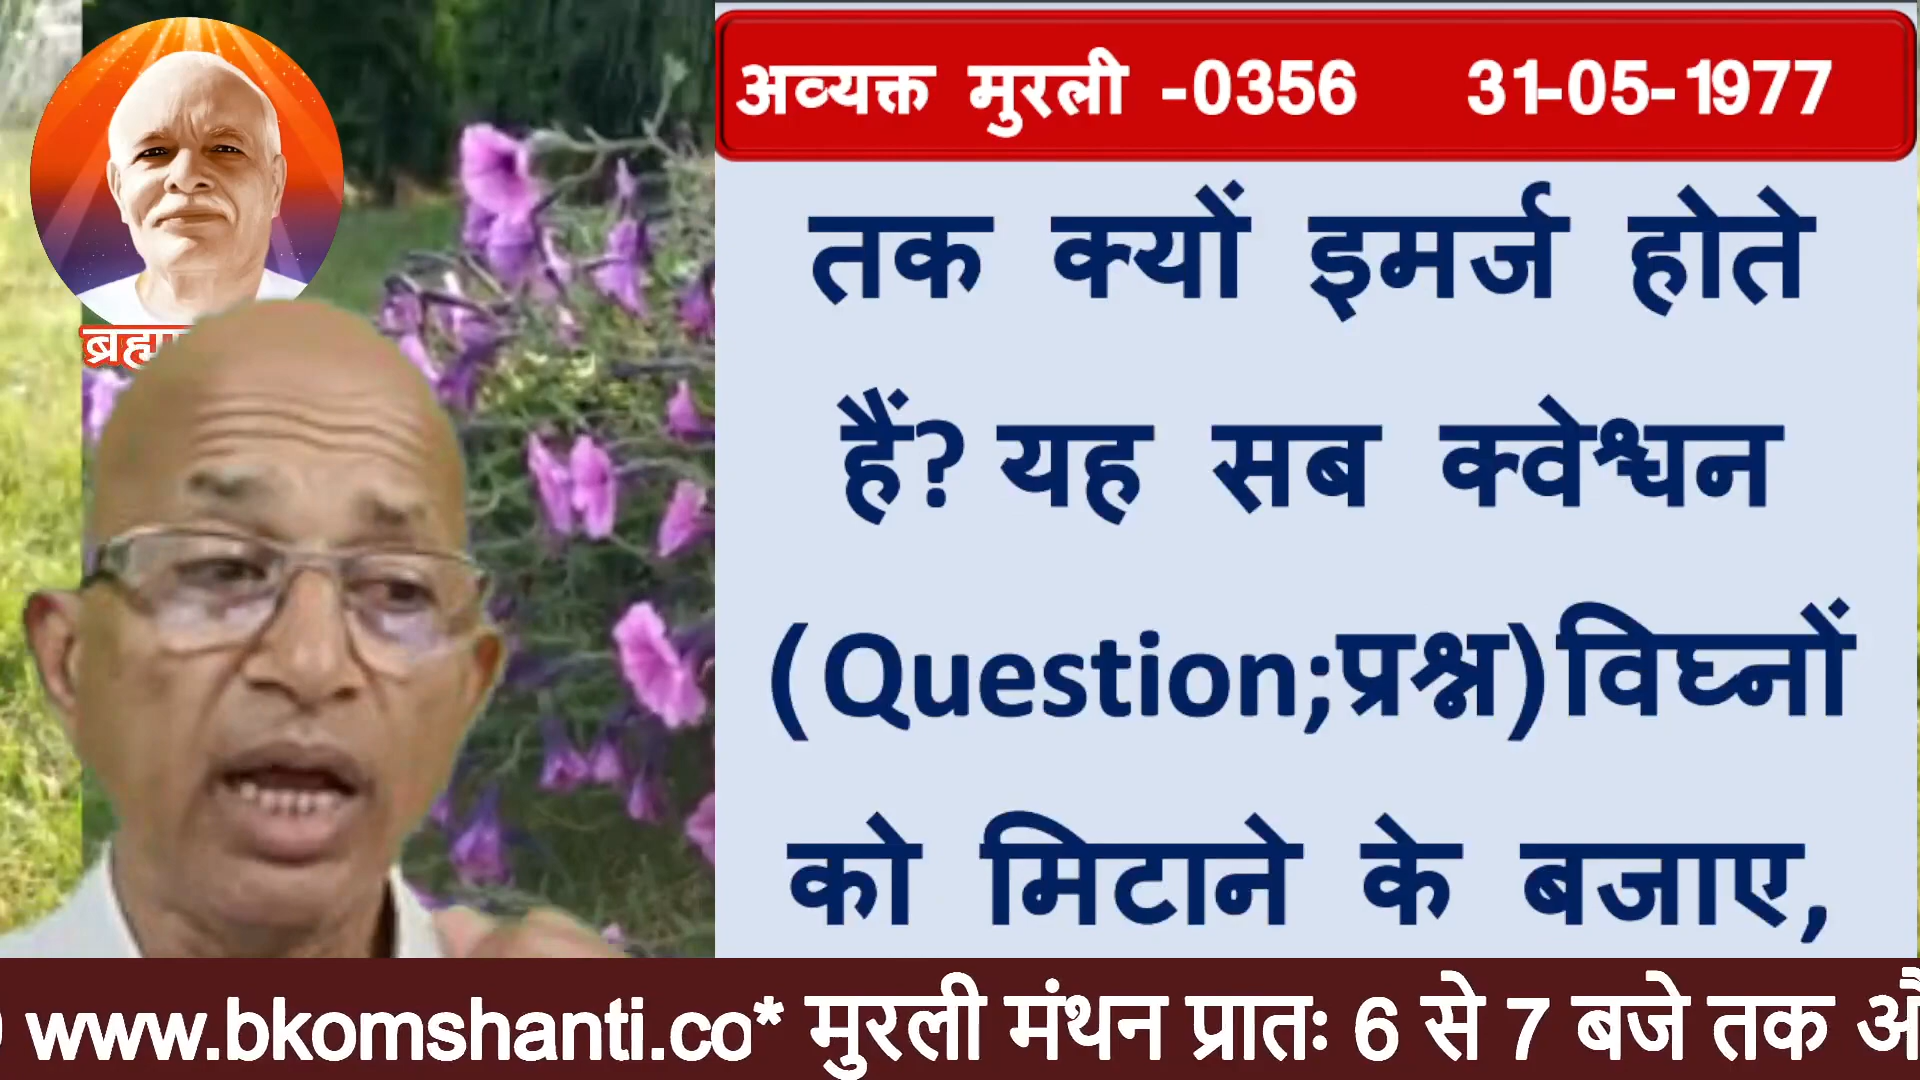 अव्यक्त मुरली -0356 31-05-1977
तक क्यों इमर्ज होते
हैं? यह सब क्वेश्चन
(Question;प्रश्न)विघ्नों
को मिटाने के बजाए,
www.bkomshanti.co* मुरली मंथन प्रातः 6 से 7 बजे तक